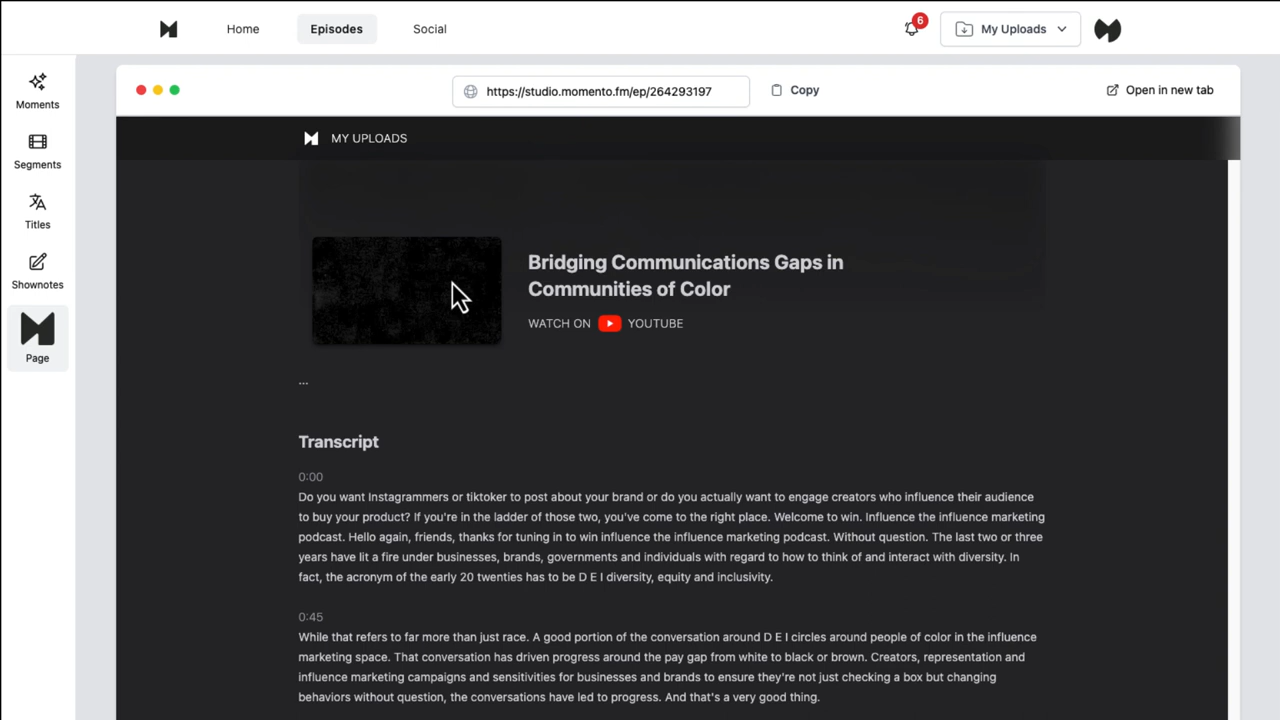 Home
Episodes
Social
6
My Uploads
Moments
Segments
Titles
Shownotes
Page
https://studio.momento.fm/ep/264293197
Copy
Open in new tab
MY UPLOADS
Bridging Communications Gaps in
Communities of Color
WATCH ON YOUTUBE
...
Transcript
0:00
Do you want Instagrammers or tiktoker to post about your brand or do you actually want to engage creators who influence their audience
to buy your product? If you're in the ladder of those two, you've come to the right place. Welcome to win. Influence the influence marketing
podcast. Hello again, friends, thanks for tuning in to win influence the influence marketing podcast. Without question. The last two or three
years have lit a fire under businesses, brands, governments and individuals with regard to how to think of and interact with diversity. In
fact, the acronym of the early 20 twenties has to be D E I diversity, equity and inclusivity.
0:45
While that refers to far more than just race. A good portion of the conversation around D E I circles around people of color in the influence
marketing space. That conversation has driven progress around the pay gap from white to black or brown. Creators, representation and
influence marketing campaigns and sensitivities for businesses and brands to ensure they're not just checking a box but changing
behaviors without question, the conversations have led to progress. And that's a very good thing.